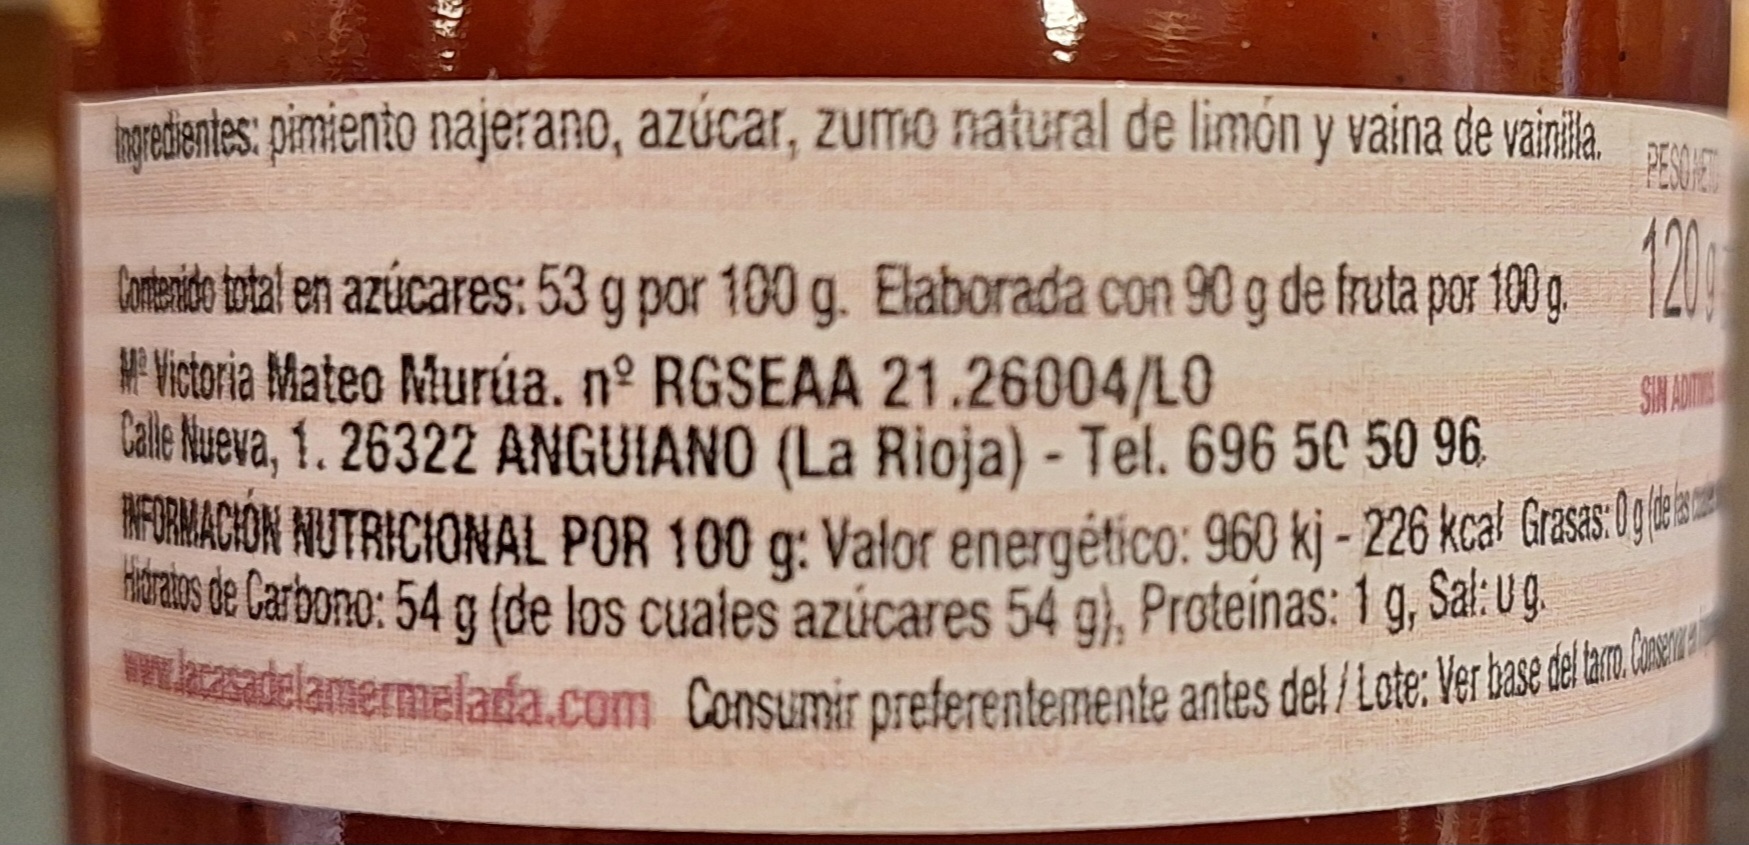 Ingredientes: pimiento najerano, azúcar, zumo natural de limón y vaina de vainilla.
PESO NETO
Contenido total en azúcares: 53 g por 100 g. Elaborada con 90 g de fruta por 100 g.
120 g
Mª Victoria Mateo Murúa. nº RGSEAA 21.26004/LO
SIN ADITIVOS
Calle Nueva, 1. 26322 ANGUIANO (La Rioja) - Tel. 696 50 50 96.
INFORMACIÓN NUTRICIONAL POR 100 g: Valor energético: 960 kj - 226 kcal Grasas: 0 g (de las
Hidratos de Carbono: 54 g (de los cuales azúcares 54 g), Proteínas: 1 g, Sal: g.
www.lacasadelamermelada.com Consumir preferentemente antes del / Lote: Ver base del tarro.